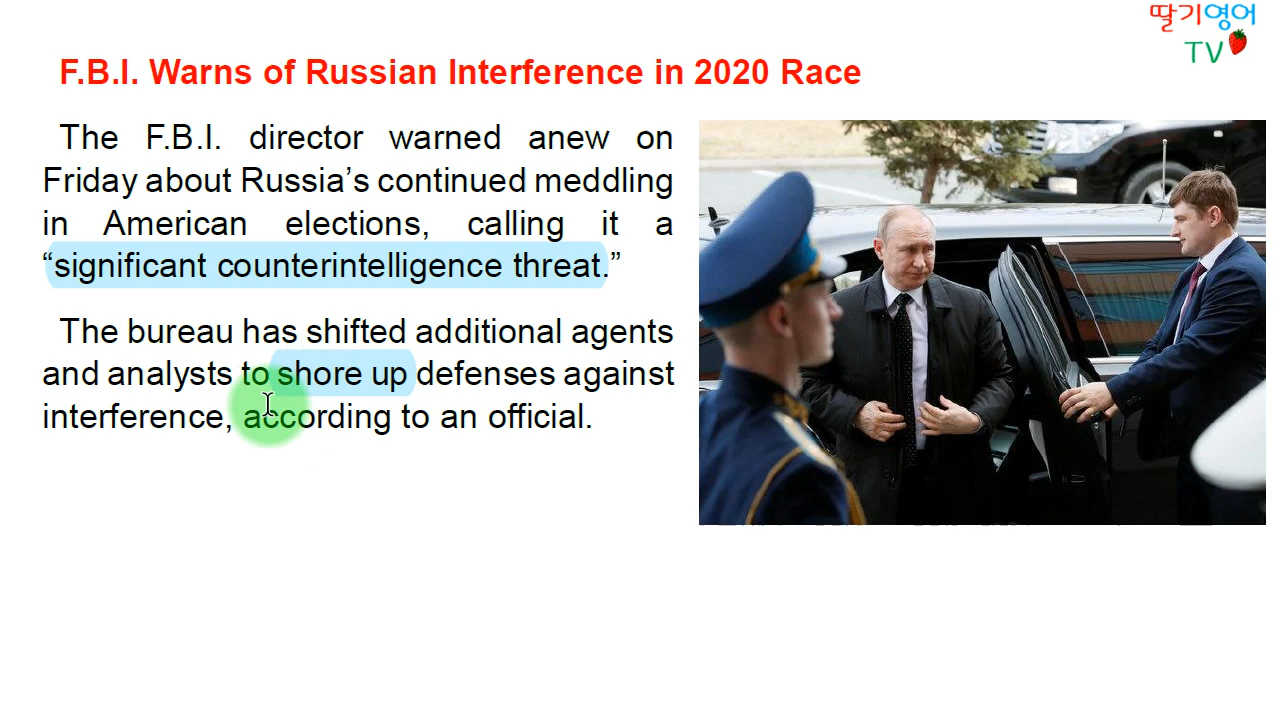 딸기영어
TV
F.B.I. Warns of Russian Interference in 2020 Race
The F.B.I. director warned anew on
Friday about Russia’s continued meddling
in American elections, calling it a
“significant counterintelligence threat.”
The bureau has shifted additional agents
and analysts to shore up defenses against
interference, according to an official.